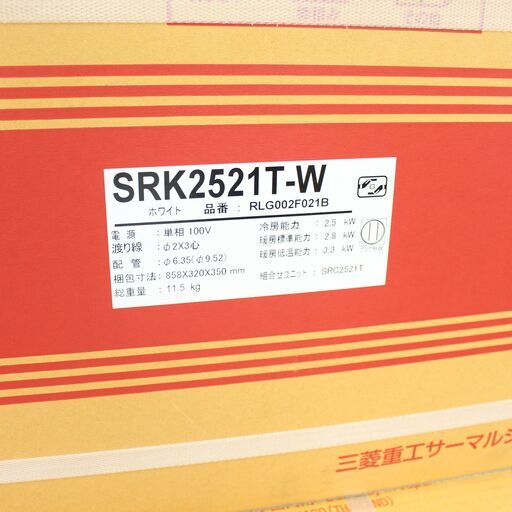 SRK2521T-W
ホワイト 品番 : RLG002F021B
電源 : 単相 100V
渡り線 : φ2X3心
配管 : φ6.35(φ9.52)
梱包寸法 : 858X320X350 mm
総重量 : 11.5 kg
冷房能力 : 2.5 kW
暖房標準能力 : 2.8 kW
暖房低温能力 : 3.3 kW
組合せユニット : SRC2521T
三菱重工サーマルシ